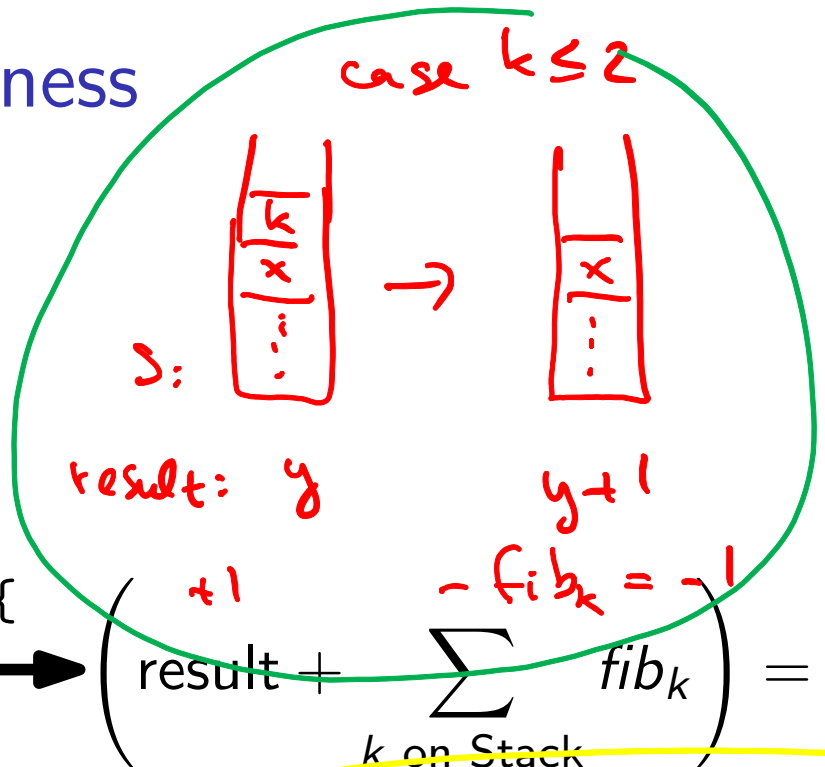 ness
case k ≤ 2
k
x → x
⋮ ⋮
S:
result: y y+1
+1 - fib_k = -1
{
( result + ∑ fib_k ) =
k on Stack